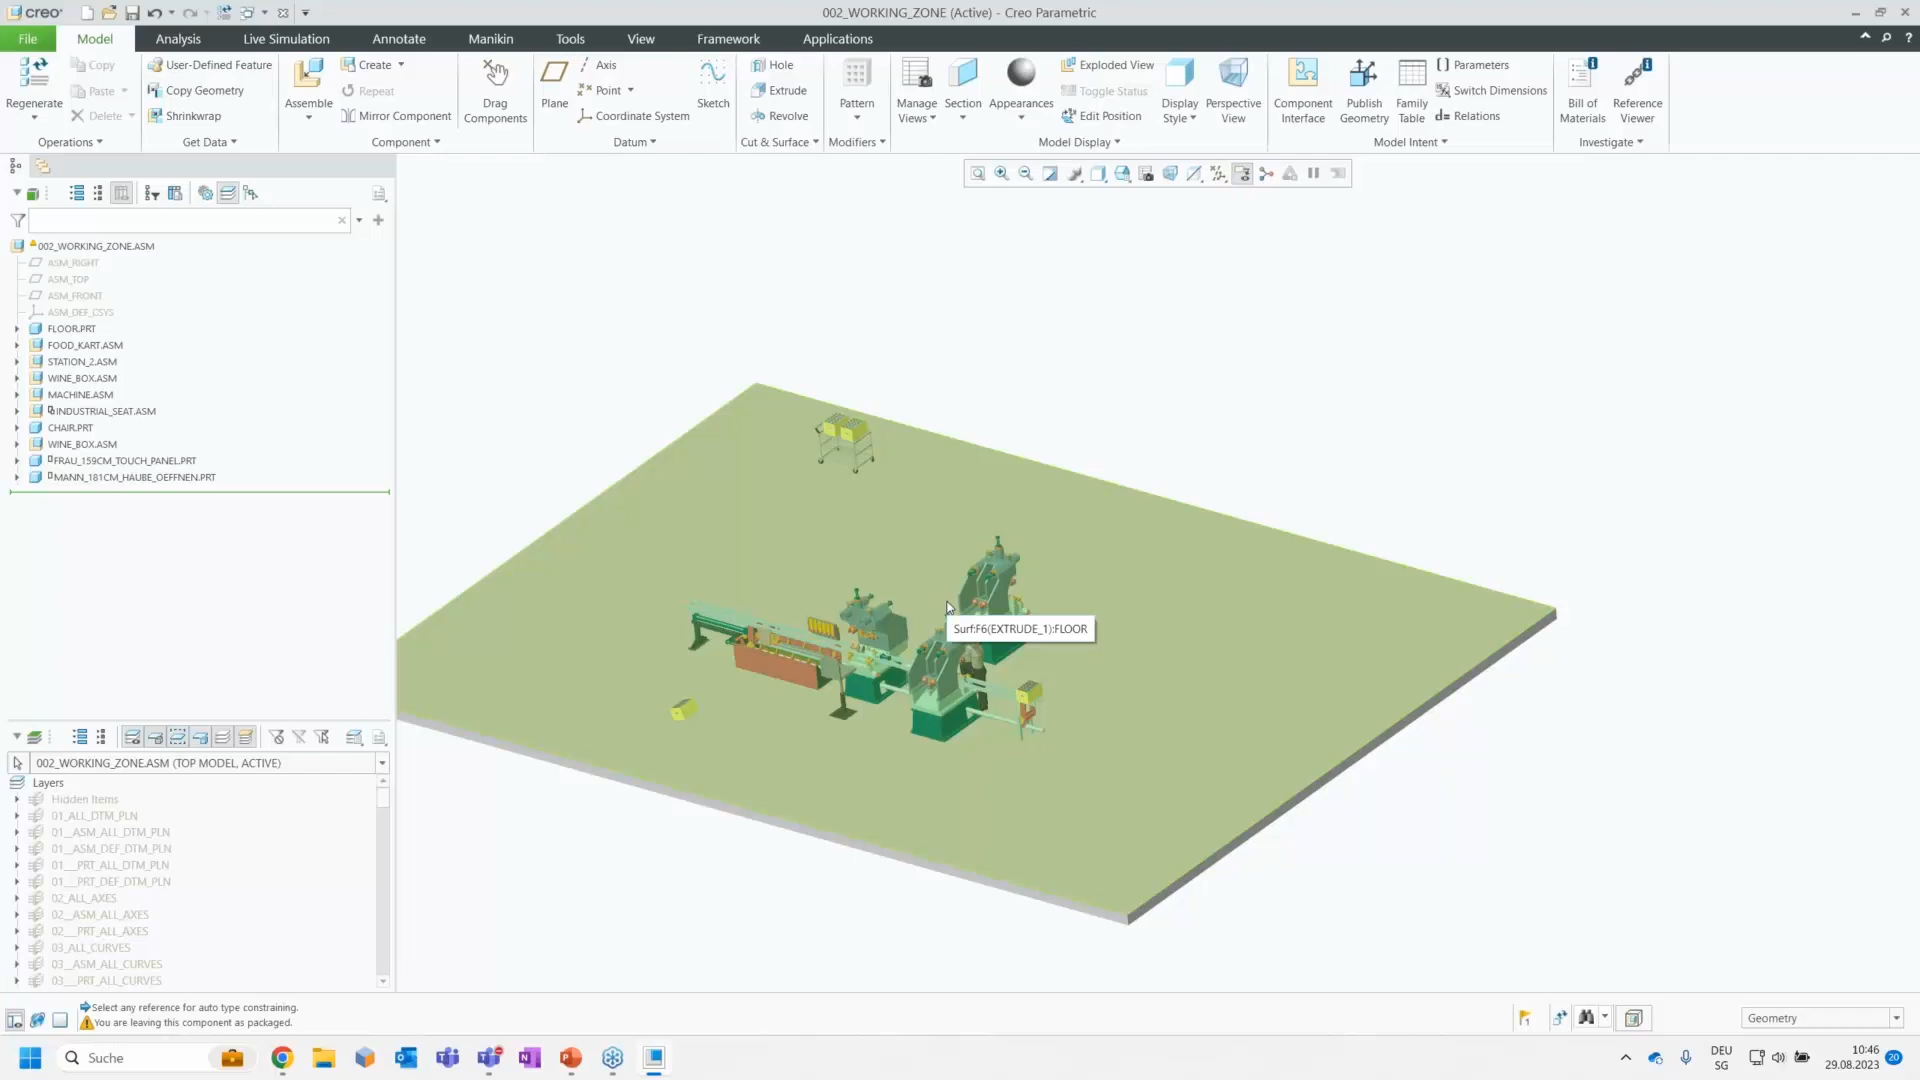 creo
002_WORKING_ZONE (Active) - Creo Parametric
File
Model
Analysis
Live Simulation
Annotate
Manikin
Tools
View
Framework
Applications
Regenerate
Copy
Paste
Delete
Operations
User-Defined Feature
Copy Geometry
Shrinkwrap
Get Data
Assemble
Create
Repeat
Mirror Component
Component
Drag
Components
Plane
Axis
Point
Coordinate System
Sketch
Datum
Hole
Extrude
Revolve
Cut & Surface
Pattern
Modifiers
Manage
Views
Section
Appearances
Exploded View
Toggle Status
Edit Position
Display
Style
Perspective
View
Model Display
Component
Interface
Publish
Geometry
Family
Table
Parameters
Switch Dimensions
Relations
Model Intent
Bill of
Materials
Reference
Viewer
Investigate
002_WORKING_ZONE.ASM
ASM_RIGHT
ASM_TOP
ASM_FRONT
ASM_DEF_CSYS
FLOOR.PRT
FOOD_KART.ASM
STATION_2.ASM
WINE_BOX.ASM
MACHINE.ASM
INDUSTRIAL_SEAT.ASM
CHAIR.PRT
WINE_BOX.ASM
FRAU_159CM_TOUCH_PANEL.PRT
MANN_181CM_HAUBE_OEFFNEN.PRT
Surf:F6(EXTRUDE_1):FLOOR
002_WORKING_ZONE.ASM (TOP MODEL, ACTIVE)
Layers
Hidden Items
01_ALL_DTM_PLN
01__ASM_ALL_DTM_PLN
01__ASM_DEF_DTM_PLN
01___PRT_ALL_DTM_PLN
01___PRT_DEF_DTM_PLN
02_ALL_AXES
02__ASM_ALL_AXES
02___PRT_ALL_AXES
03_ALL_CURVES
03__ASM_ALL_CURVES
03___PRT_ALL_CURVES
Select any reference for auto type constraining.
You are leaving this component as packaged.
Geometry
Suche
DEU
SG
10:46
29.08.2023
20